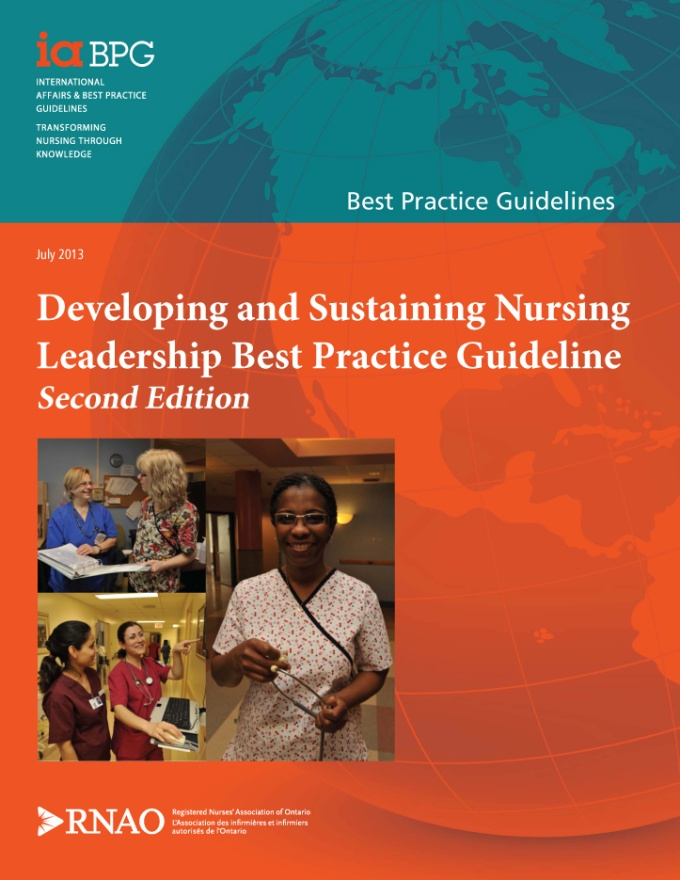 ia BPG
INTERNATIONAL
AFFAIRS & BEST PRACTICE
GUIDELINES
TRANSFORMING
NURSING THROUGH
KNOWLEDGE
Best Practice Guidelines
July 2013
Developing and Sustaining Nursing
Leadership Best Practice Guideline
Second Edition
RNAO
Registered Nurses' Association of Ontario
L'Association des infirmières et infirmiers
autorisés de l'Ontario